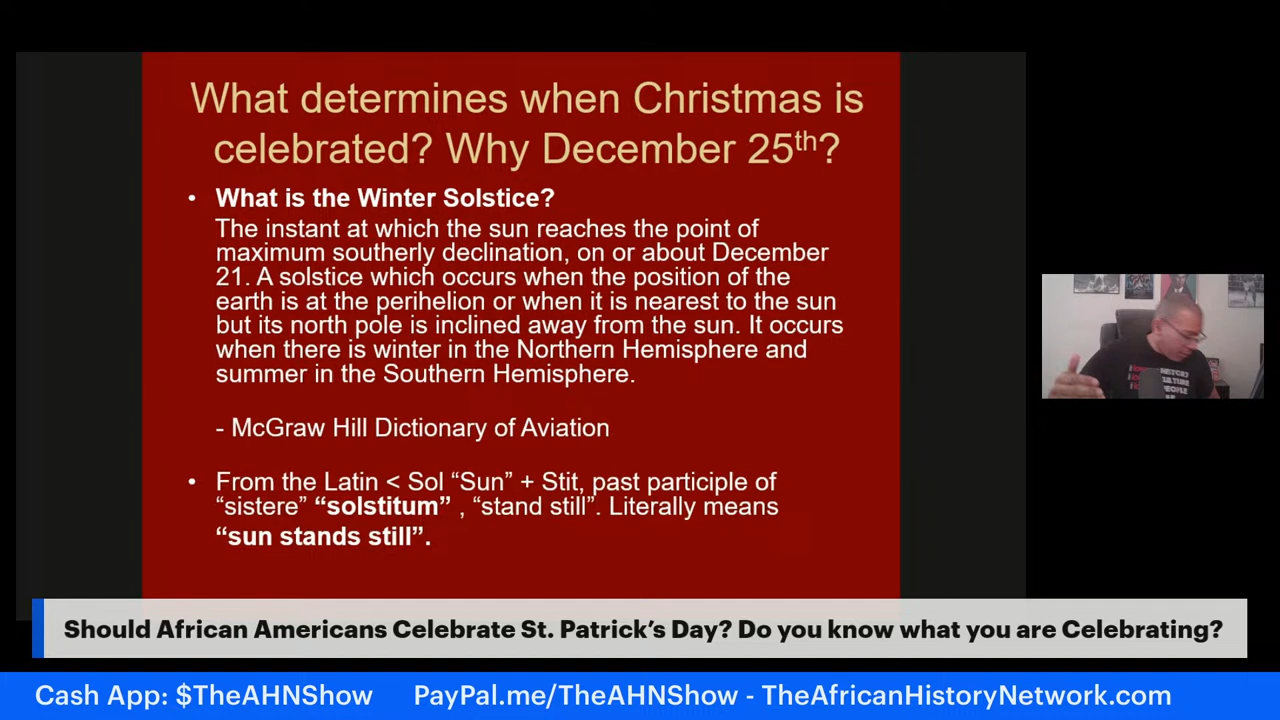 What determines when Christmas is
celebrated? Why December 25th?
• What is the Winter Solstice?
The instant at which the sun reaches the point of
maximum southerly declination, on or about December
21. A solstice which occurs when the position of the
earth is at the perihelion or when it is nearest to the sun
but its north pole is inclined away from the sun. It occurs
when there is winter in the Northern Hemisphere and
summer in the Southern Hemisphere.
- McGraw Hill Dictionary of Aviation
• From the Latin < Sol “Sun” + Stit, past participle of
“sistere” “solstitum” , “stand still”. Literally means
“sun stands still”.
HISTORY
CULTURE
PEOPLE
Should African Americans Celebrate St. Patrick’s Day? Do you know what you are Celebrating?
Cash App: $TheAHNShow PayPal.me/TheAHNShow - TheAfricanHistoryNetwork.com